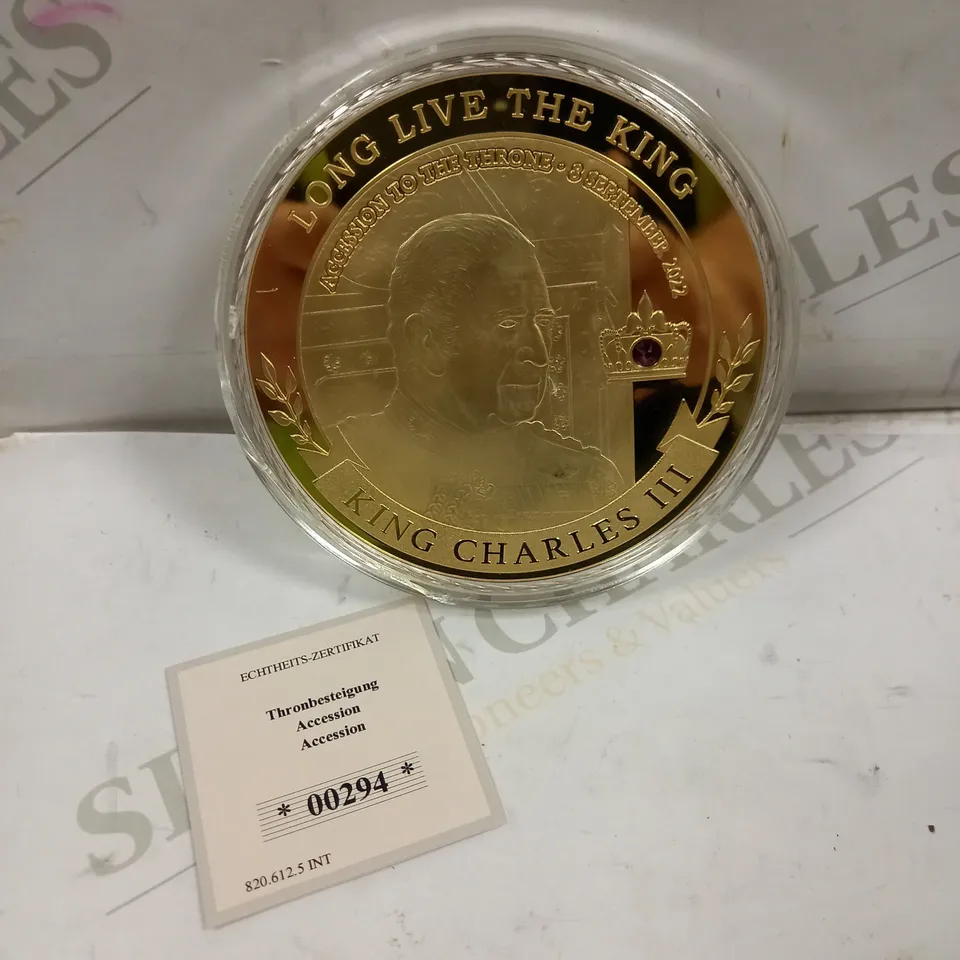 LONG LIVE THE KING
ACCESSION TO THE THRONE • 8 SEPTEMBER 2022
KING CHARLES III
ECHTHEITS-ZERTIFIKAT
Thronbesteigung
Accession
Accession
* 00294 *
820.612.5 INT